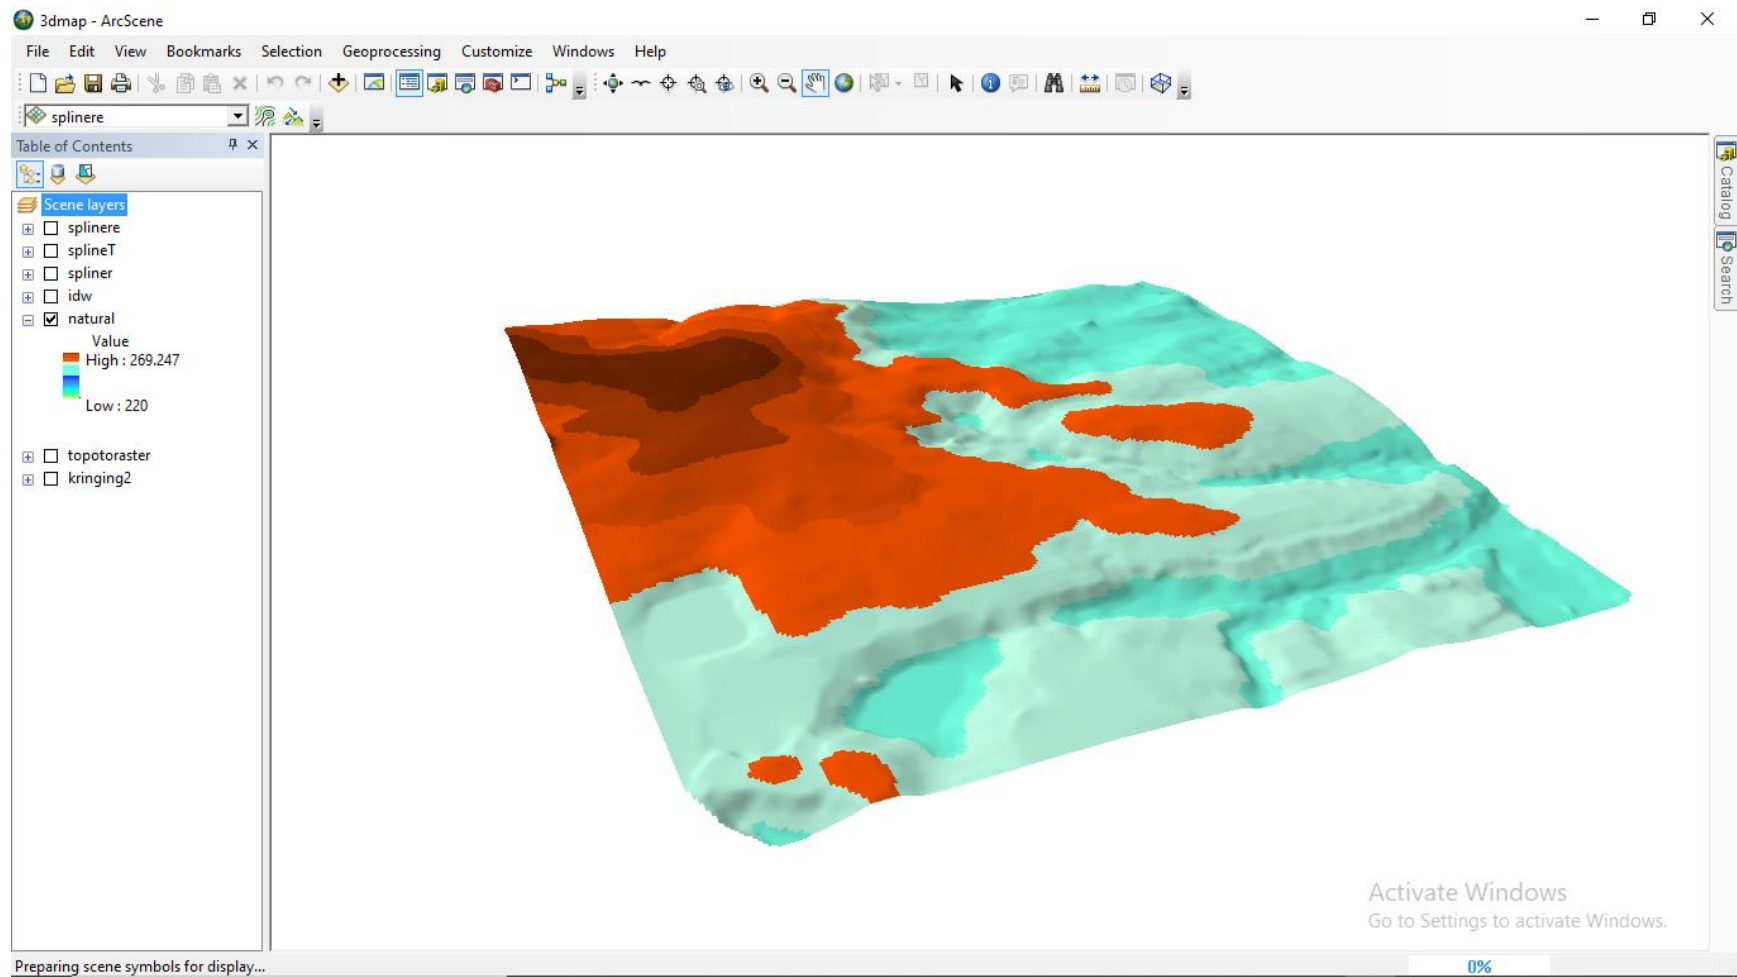 3dmap - ArcScene
File Edit View Bookmarks Selection Geoprocessing Customize Windows Help
splinere
Table of Contents
Scene layers
splinere
splineT
spliner
idw
natural
Value
High : 269.247
Low : 220
topotoraster
kringing2
Catalog
Search
Activate Windows
Go to Settings to activate Windows.
Preparing scene symbols for display...
0%